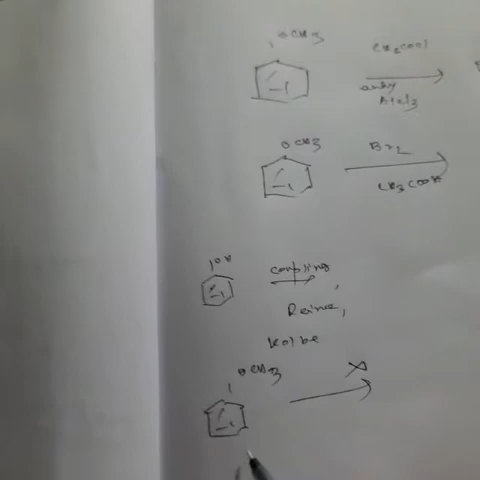 OCH3
CH3COCl
anhy
AlCl3
OCH3
Br2
CH3COOH
OH
coupling,
Reimer,
Kolbe
OCH3
X